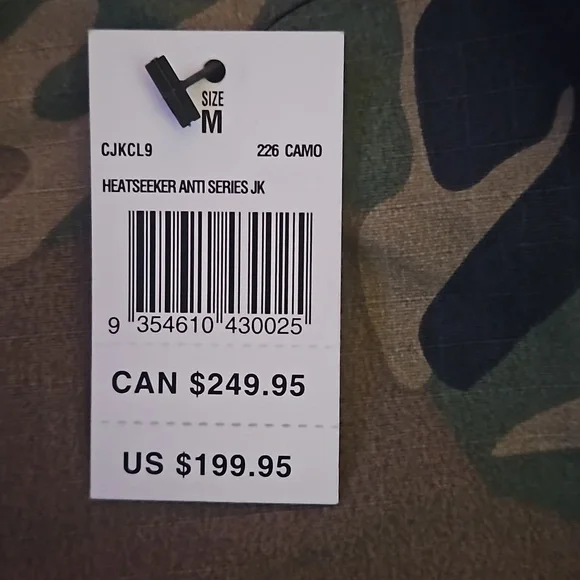 SIZE
M
CJKCL9 226 CAMO
HEATSEEKER ANTI SERIES JK
9 354610 430025
CAN $249.95
US $199.95